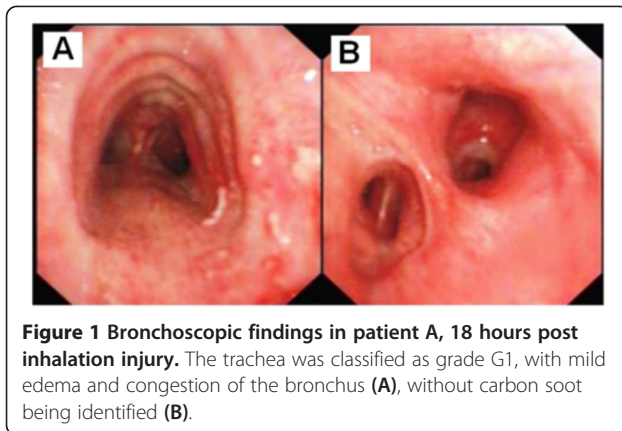 A
B
Figure 1 Bronchoscopic findings in patient A, 18 hours post
inhalation injury. The trachea was classified as grade G1, with mild
edema and congestion of the bronchus (A), without carbon soot
being identified (B).